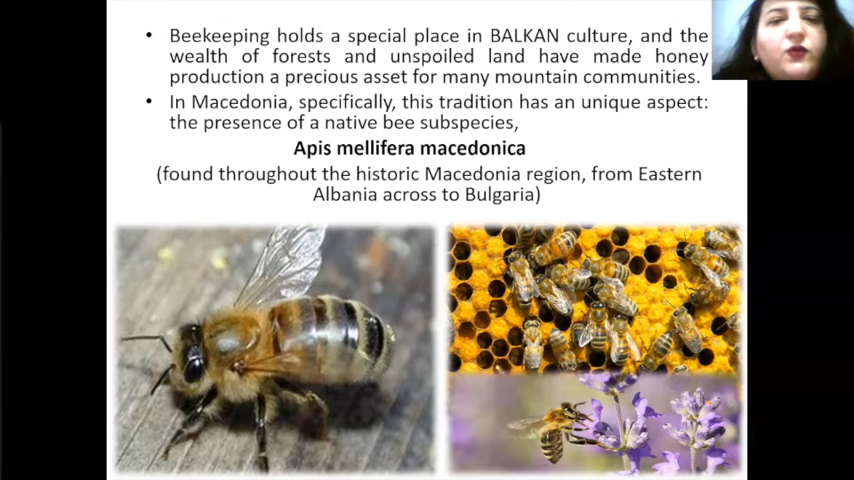 • Beekeeping holds a special place in BALKAN culture, and the
wealth of forests and unspoiled land have made honey
production a precious asset for many mountain communities.
• In Macedonia, specifically, this tradition has an unique aspect:
the presence of a native bee subspecies,
Apis mellifera macedonica
(found throughout the historic Macedonia region, from Eastern
Albania across to Bulgaria)